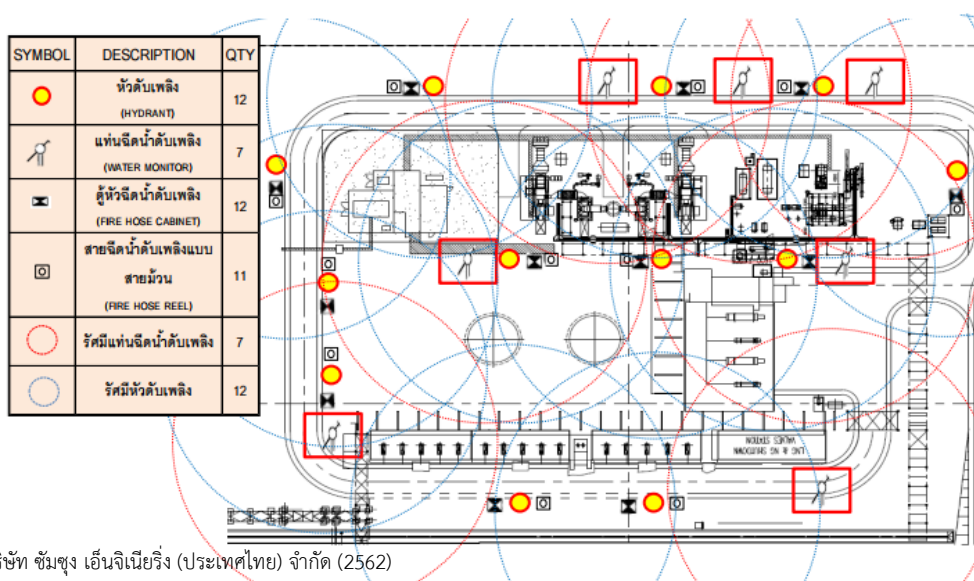 SYMBOL DESCRIPTION QTY
หัวดับเพลิง
(HYDRANT)
12
แท่นฉีดน้ำดับเพลิง
(WATER MONITOR)
7
ตู้หัวฉีดน้ำดับเพลิง
(FIRE HOSE CABINET)
12
สายฉีดน้ำดับเพลิงแบบ
สายม้วน
(FIRE HOSE REEL)
11
รัศมีแท่นฉีดน้ำดับเพลิง 7
รัศมีหัวดับเพลิง 12
LNG & NG SHUTDOWN
VALVES STATION
ซัมซุง เอ็นจิเนียริ่ง (ประเทศไทย) จำกัด (2562)